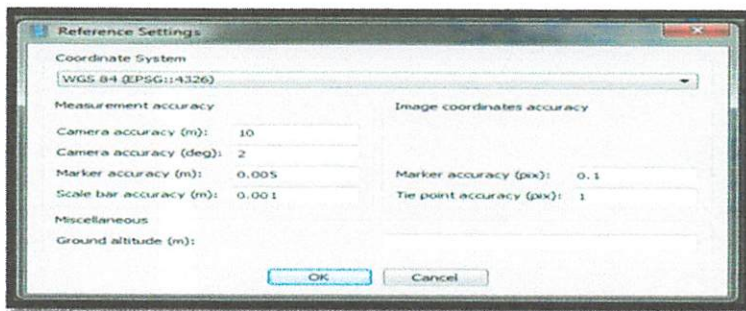 Reference Settings
Coordinate System
WGS 84 (EPSG::4326)
Measurement accuracy
Image coordinates accuracy
Camera accuracy (m): 10
Camera accuracy (deg): 2
Marker accuracy (m): 0.005
Marker accuracy (pix): 0.1
Scale bar accuracy (m): 0.001
Tie point accuracy (pix): 1
Miscellaneous
Ground altitude (m):
OK
Cancel